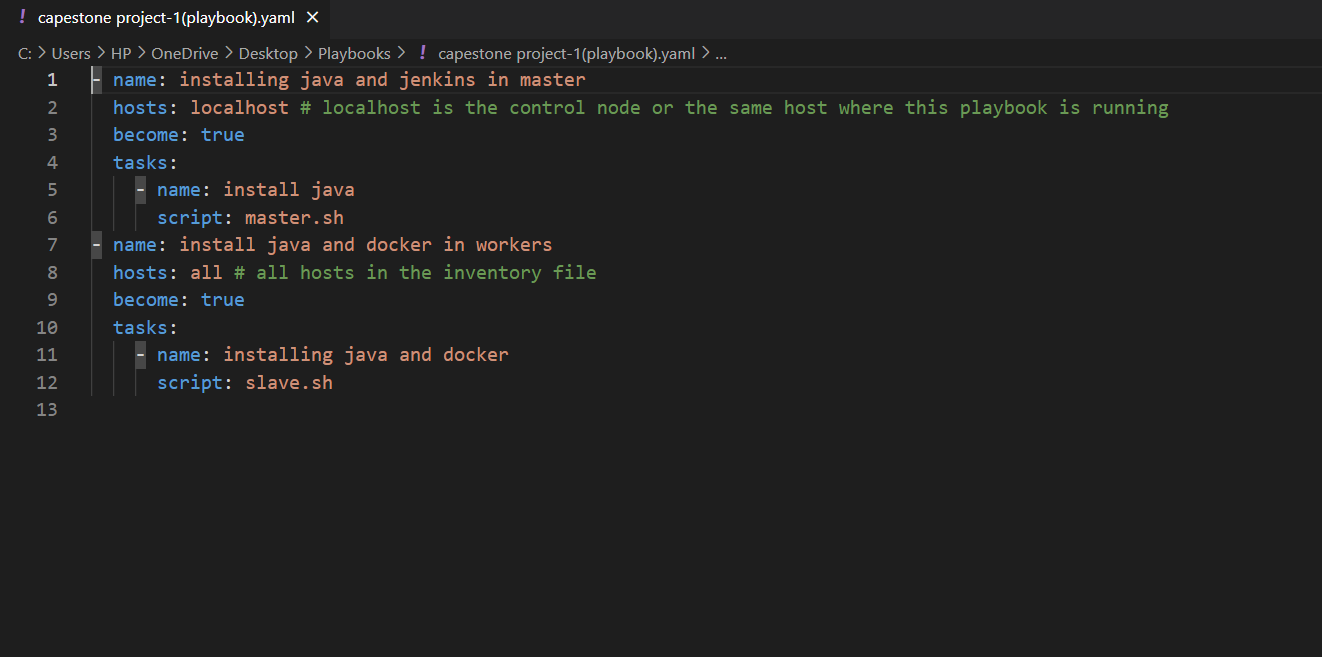 ! capestone project-1(playbook).yaml ×
C: > Users > HP > OneDrive > Desktop > Playbooks > ! capestone project-1(playbook).yaml > ...
1 - name: installing java and jenkins in master
2 hosts: localhost # localhost is the control node or the same host where this playbook is running
3 become: true
4 tasks:
5 - name: install java
6 script: master.sh
7 - name: install java and docker in workers
8 hosts: all # all hosts in the inventory file
9 become: true
10 tasks:
11 - name: installing java and docker
12 script: slave.sh
13